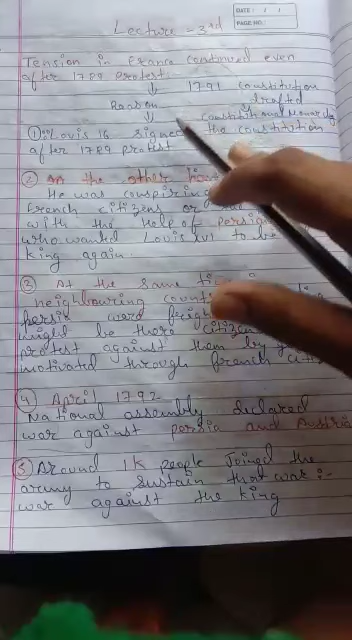 Lecture - 3rd
DATE: / /
PAGE NO.:
Tension in France continued even
after 1789 protest.
↓ 1791 constitution
Reason drafted
↓ constitutional Monarchy
① Louis 16 signed the constitution
after 1789 protest
② On the other
He was conspiring
French citizens or
with the Help of persia
who wanted Louis XVI to be
king again.
③ At the same
neighbouring
persia were
might be there citizens
protest against them by
motivated through french
④ April 1792
National assembly declared
war against persia and Austria
⑤ Around 1k people Joined the
army to sustain that war :-
war against the king